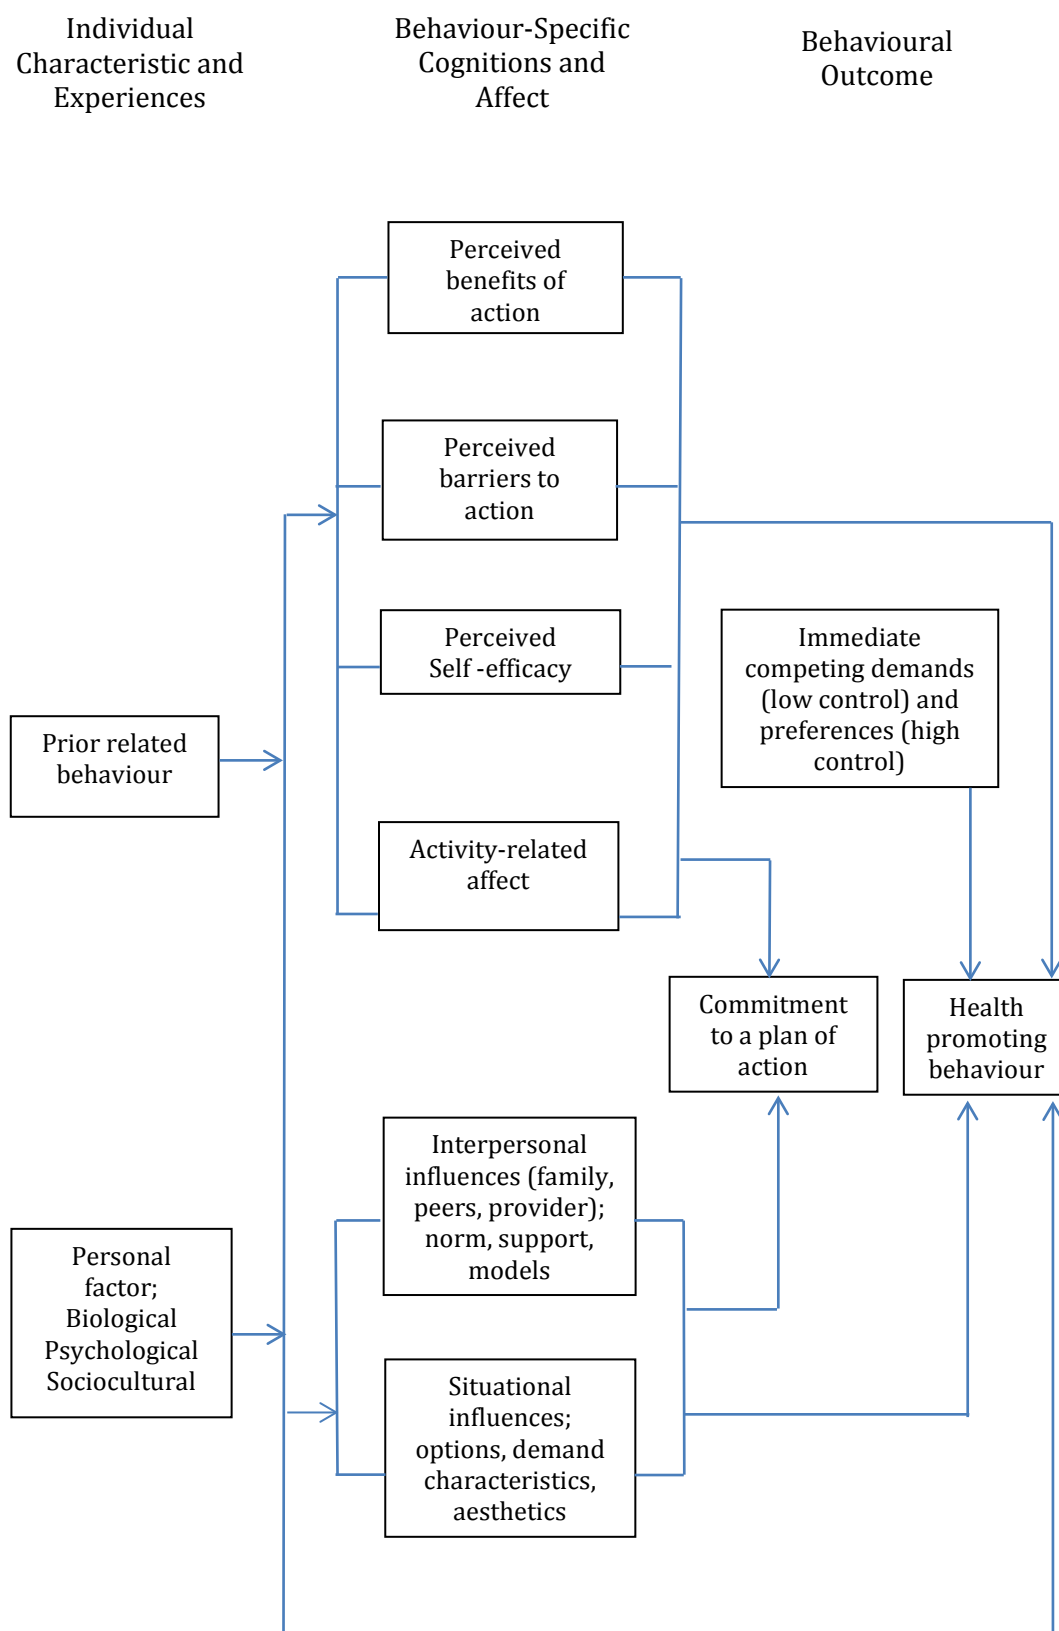 Individual
Characteristic and
Experiences
Behaviour-Specific
Cognitions and
Affect
Behavioural
Outcome
Perceived
benefits of
action
Perceived
barriers to
action
Perceived
Self -efficacy
Immediate
competing demands
(low control) and
preferences (high
control)
Prior related
behaviour
Activity-related
affect
Commitment
to a plan of
action
Health
promoting
behaviour
Interpersonal
influences (family,
peers, provider);
norm, support,
models
Personal
factor;
Biological
Psychological
Sociocultural
Situational
influences;
options, demand
characteristics,
aesthetics